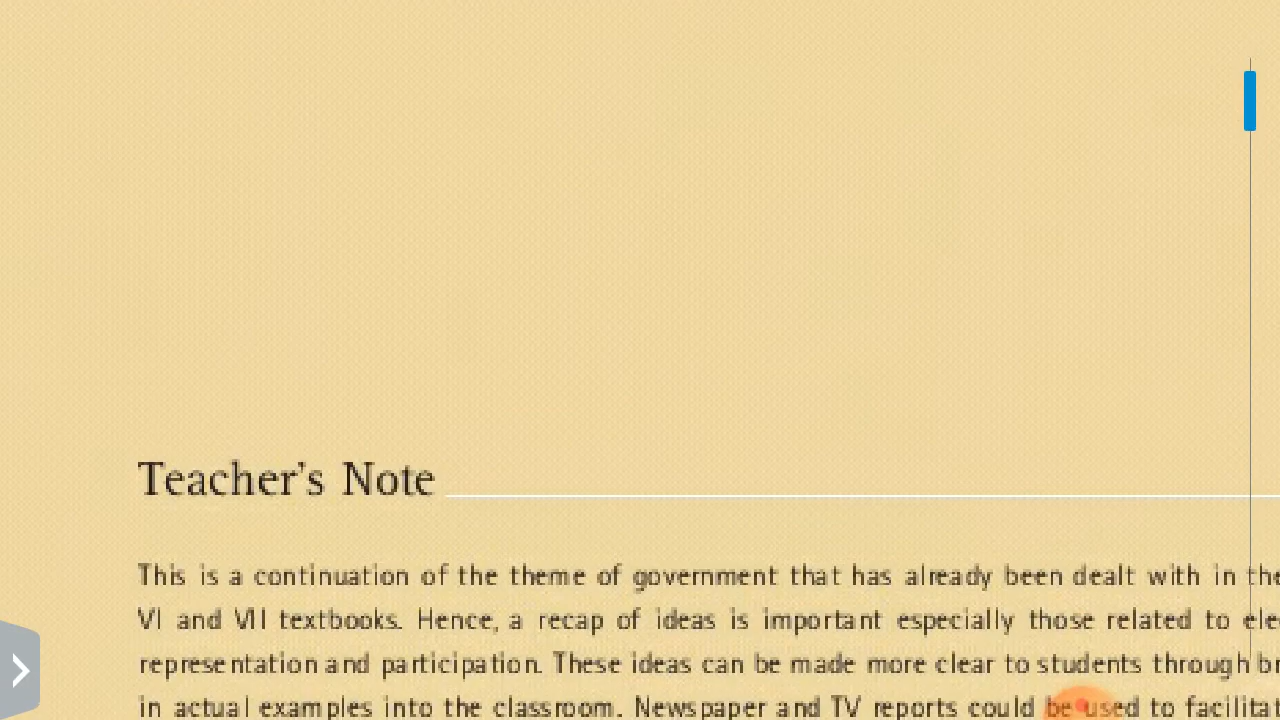 Teacher's Note
This is a continuation of the theme of government that has already been dealt with in the
VI and VII textbooks. Hence, a recap of ideas is important especially those related to
representation and participation. These ideas can be made more clear to students through
in actual examples into the classroom. Newspaper and TV reports could be used to